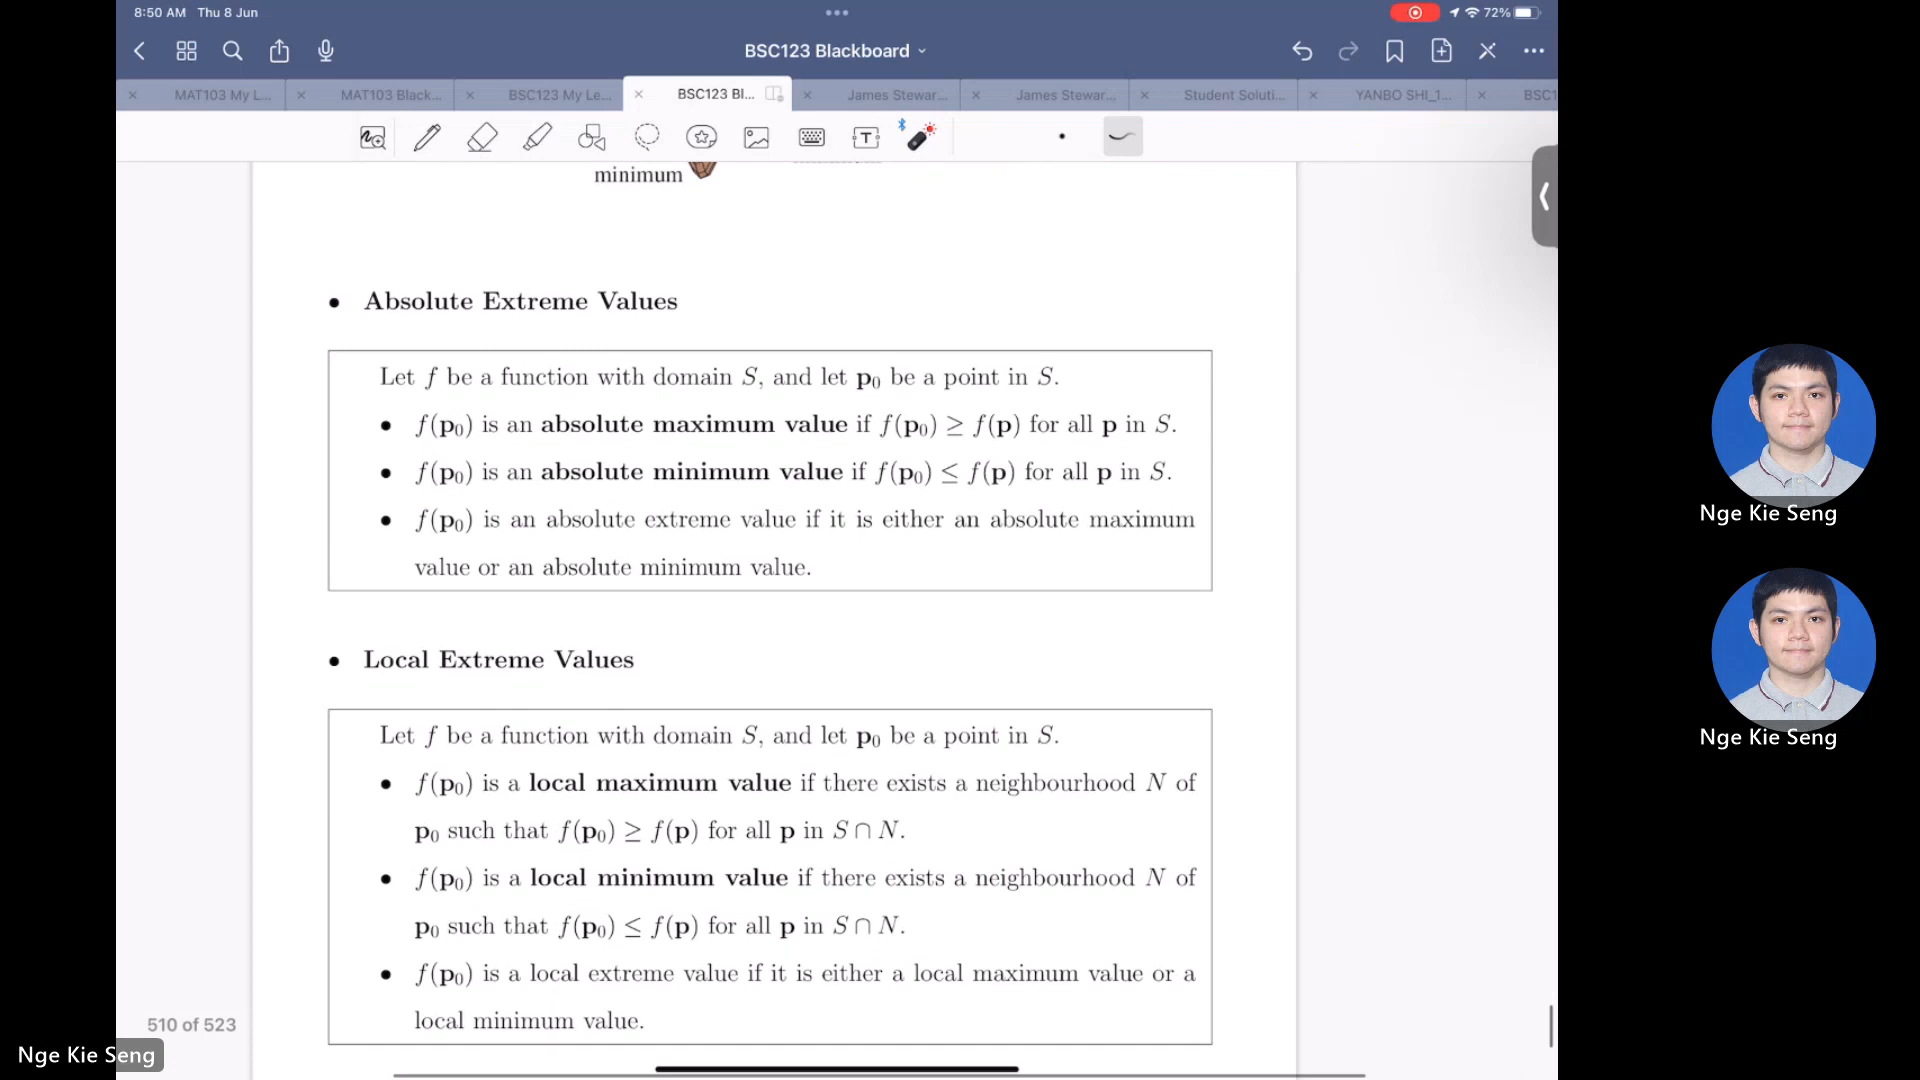 8:50 AM Thu 8 Jun
72%
BSC123 Blackboard
MAT103 My L...
MAT103 Black...
BSC123 My Le...
BSC123 Bl...
James Stewar...
James Stewar...
Student Soluti...
YANBO SHI_1...
BSC1
minimum
• Absolute Extreme Values
Let f be a function with domain S, and let p₀ be a point in S.
• f(p₀) is an absolute maximum value if f(p₀) ≥ f(p) for all p in S.
• f(p₀) is an absolute minimum value if f(p₀) ≤ f(p) for all p in S.
• f(p₀) is an absolute extreme value if it is either an absolute maximum
value or an absolute minimum value.
• Local Extreme Values
Let f be a function with domain S, and let p₀ be a point in S.
• f(p₀) is a local maximum value if there exists a neighbourhood N of
p₀ such that f(p₀) ≥ f(p) for all p in S ∩ N.
• f(p₀) is a local minimum value if there exists a neighbourhood N of
p₀ such that f(p₀) ≤ f(p) for all p in S ∩ N.
• f(p₀) is a local extreme value if it is either a local maximum value or a
local minimum value.
510 of 523
Nge Kie Seng
Nge Kie Seng
Nge Kie Seng